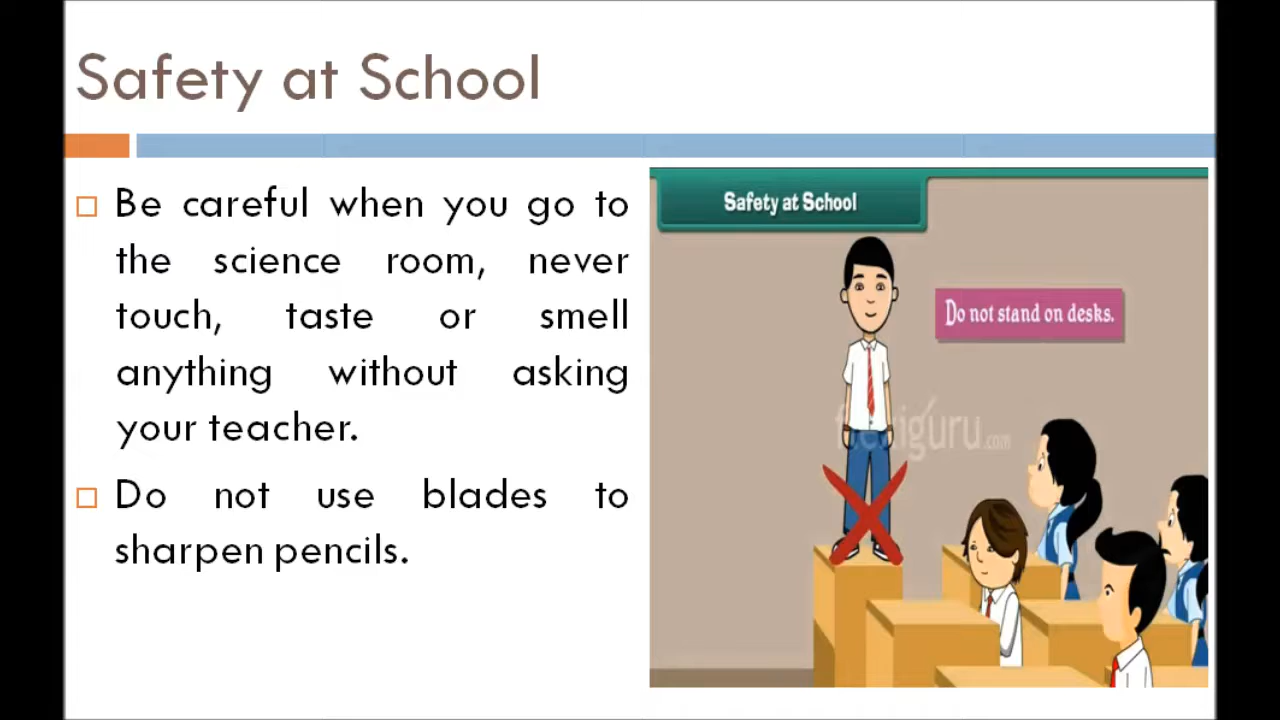 Safety at School
Be careful when you go to
the science room, never
touch, taste or smell
anything without asking
your teacher.
Do not use blades to
sharpen pencils.
Safety at School
Do not stand on desks.